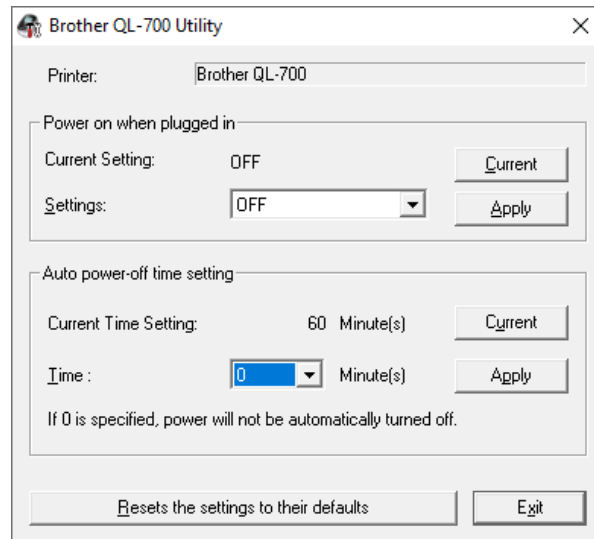 Brother QL-700 Utility
Printer: Brother QL-700
Power on when plugged in
Current Setting: OFF Current
Settings: OFF Apply
Auto power-off time setting
Current Time Setting: 60 Minute(s) Current
Time : 0 Minute(s) Apply
If 0 is specified, power will not be automatically turned off.
Resets the settings to their defaults Exit